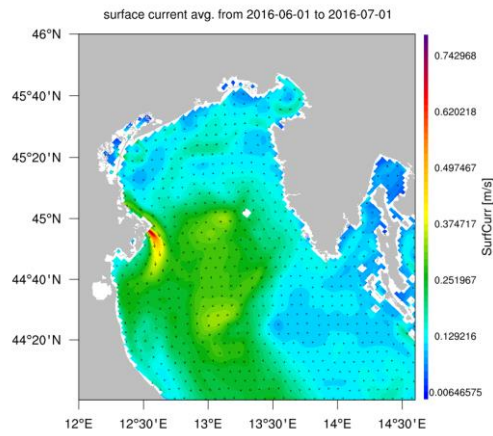 surface current avg. from 2016-06-01 to 2016-07-01
46°N
45°40'N
45°20'N
45°N
44°40'N
44°20'N
12°E
12°30'E
13°E
13°30'E
14°E
14°30'E
0.742968
0.620218
0.497467
0.374717
0.251967
0.129216
0.00646575
SurfCurr [m/s]